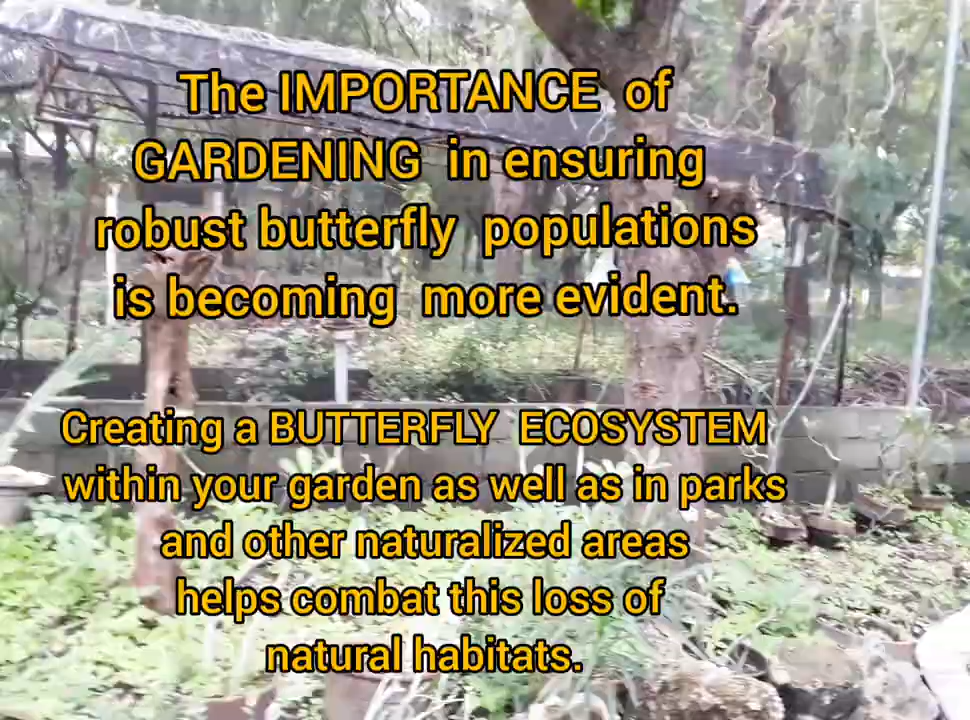 The IMPORTANCE of
GARDENING in ensuring
robust butterfly populations
is becoming more evident.
Creating a BUTTERFLY ECOSYSTEM
within your garden as well as in parks
and other naturalized areas
helps combat this loss of
natural habitats.